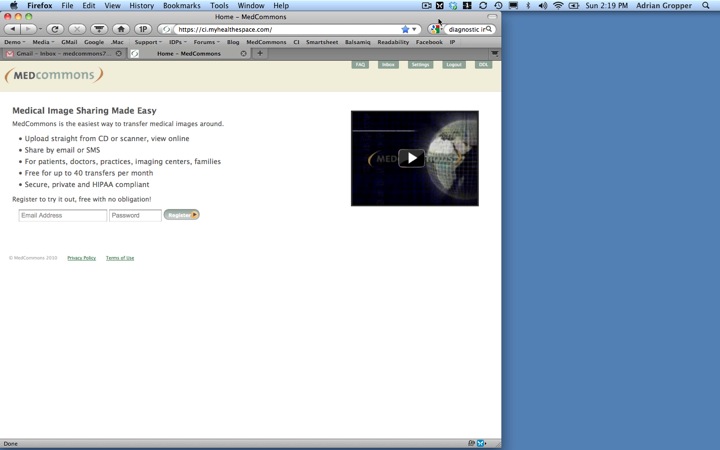 Firefox File Edit View History Bookmarks Tools Window Help Sun 2:19 PM Adrian Gropper
Home – MedCommons
1P https://ci.myhealthespace.com/ diagnostic ir
Demo Media GMail Google .Mac Support IDPs Forums Blog MedCommons CI Smartsheet Balsamiq Readability Facebook IP
Gmail – Inbox – medcommons7... Home – MedCommons
FAQ Inbox Settings Logout DDL
MEDCOMMONS
Medical Image Sharing Made Easy
MedCommons is the easiest way to transfer medical images around.
• Upload straight from CD or scanner, view online
• Share by email or SMS
• For patients, doctors, practices, imaging centers, families
• Free for up to 40 transfers per month
• Secure, private and HIPAA compliant
Register to try it out, free with no obligation!
Email Address Password Register
© MedCommons 2010 Privacy Policy Terms of Use
Done